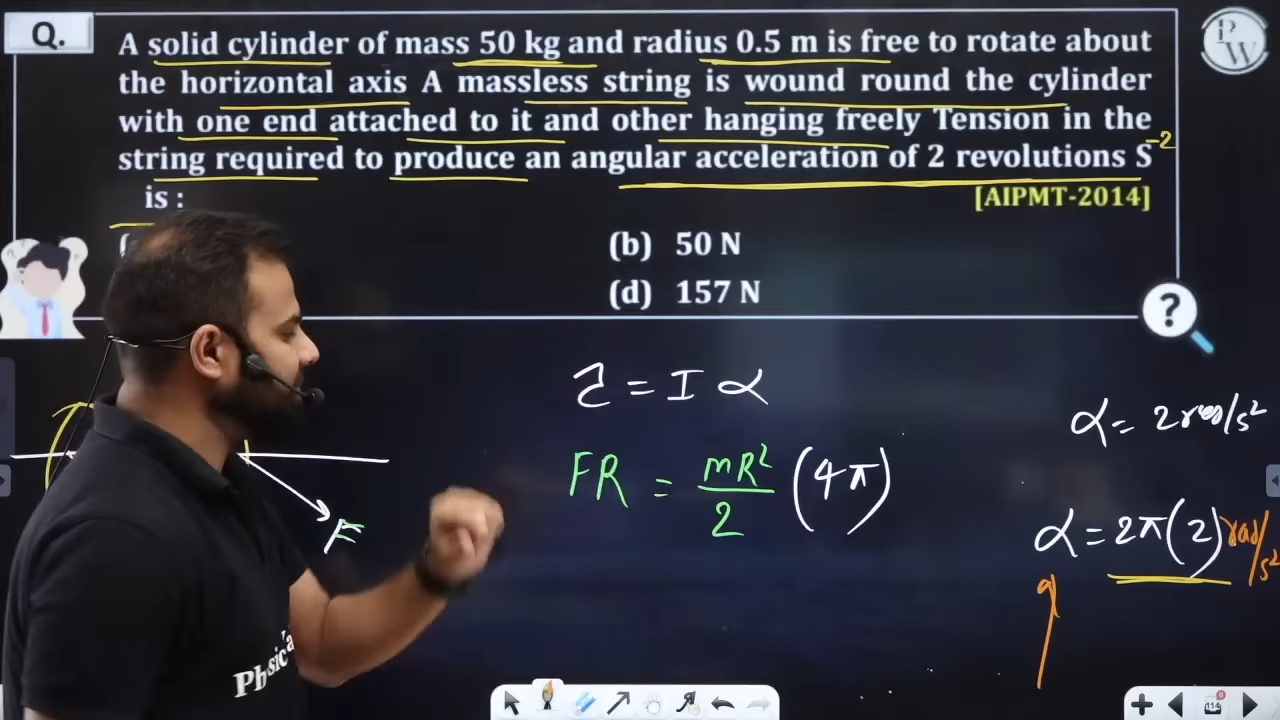 Q.
PW
A solid cylinder of mass 50 kg and radius 0.5 m is free to rotate about
the horizontal axis A massless string is wound round the cylinder
with one end attached to it and other hanging freely Tension in the
string required to produce an angular acceleration of 2 revolutions S⁻²
is :
[AIPMT-2014]
(b) 50 N
(d) 157 N
?
τ = I α
α = 2 rev/s²
FR = mR²/2 (4π)
F
α = 2π(2) rad/s²
114